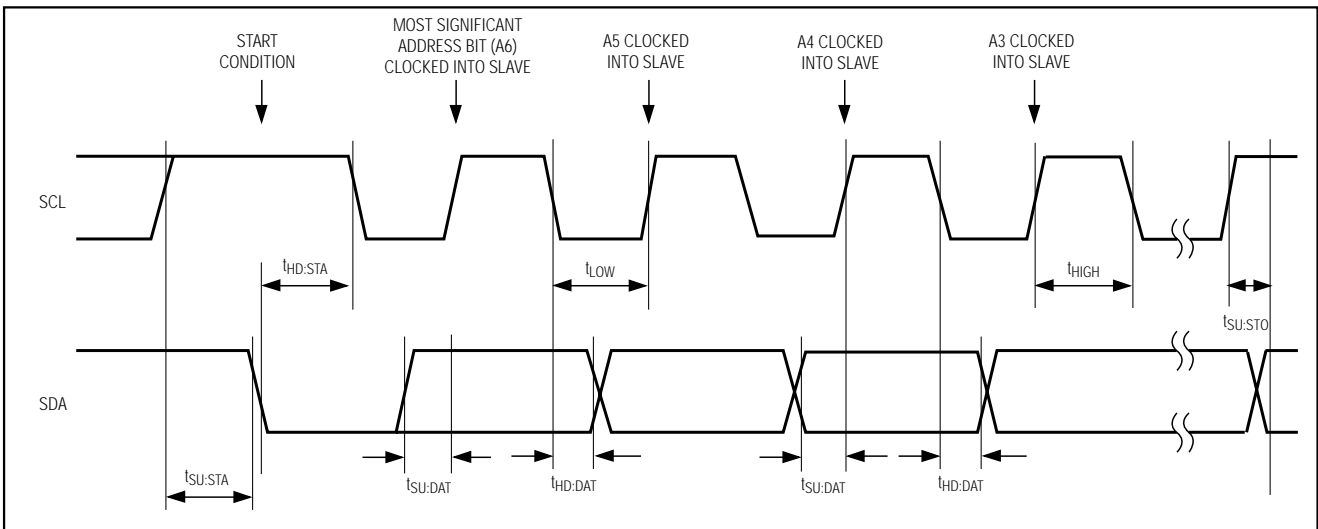 START
CONDITION
MOST SIGNIFICANT
ADDRESS BIT (A6)
CLOCKED INTO SLAVE
A5 CLOCKED
INTO SLAVE
A4 CLOCKED
INTO SLAVE
A3 CLOCKED
INTO SLAVE
SCL
tHD:STA
tLOW
tHIGH
tSU:STO
SDA
tSU:STA
tSU:DAT
tHD:DAT
tSU:DAT
tHD:DAT